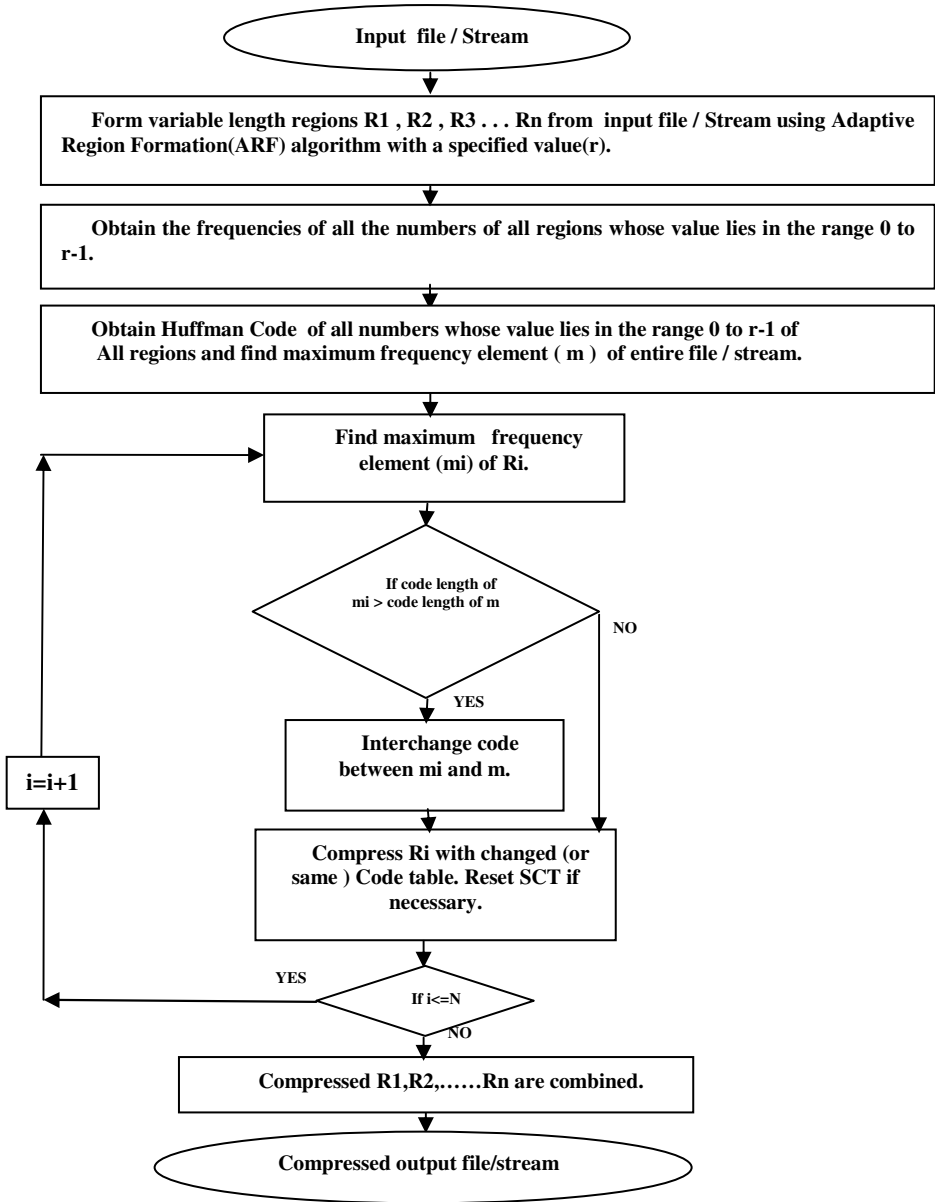 Input file / Stream
Form variable length regions R1 , R2 , R3 . . . Rn from input file / Stream using Adaptive
Region Formation(ARF) algorithm with a specified value(r).
Obtain the frequencies of all the numbers of all regions whose value lies in the range 0 to
r-1.
Obtain Huffman Code of all numbers whose value lies in the range 0 to r-1 of
All regions and find maximum frequency element ( m ) of entire file / stream.
Find maximum frequency
element (mi) of Ri.
If code length of
mi > code length of m
NO
YES
Interchange code
between mi and m.
i=i+1
Compress Ri with changed (or
same ) Code table. Reset SCT if
necessary.
YES
If i<=N
NO
Compressed R1,R2,......Rn are combined.
Compressed output file/stream